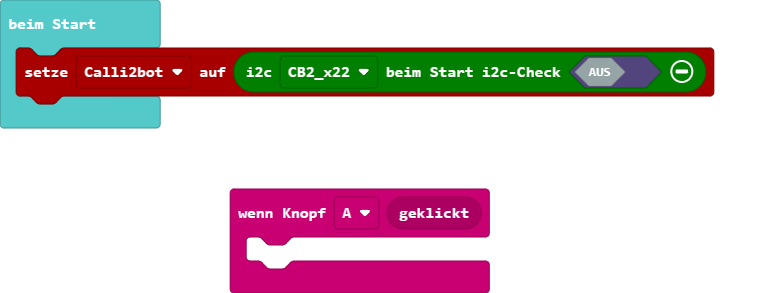 beim Start
setze Calli2bot auf i2c CB2_x22 beim Start i2c-Check AUS
wenn Knopf A geklickt